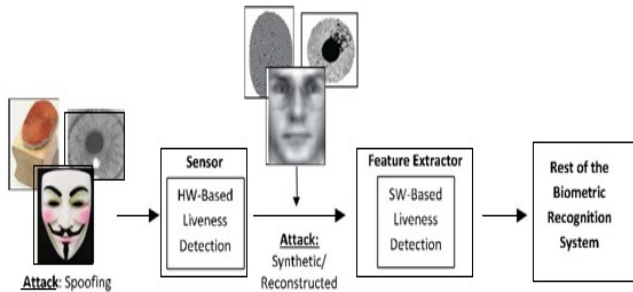 Attack: Spoofing
Sensor
HW-Based
Liveness
Detection
Attack:
Synthetic/
Reconstructed
Feature Extractor
SW-Based
Liveness
Detection
Rest of the
Biometric
Recognition
System